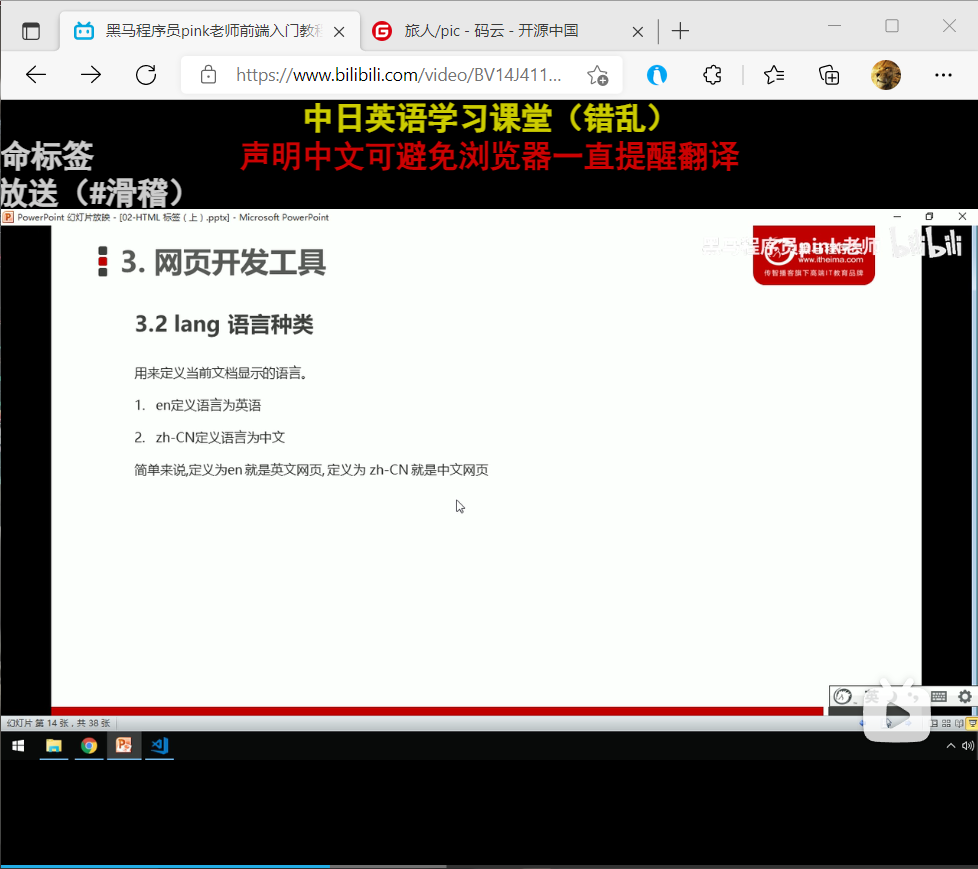 黑马程序员pink老师前端入门教程
旅人/pic - 码云 - 开源中国
https://www.bilibili.com/video/BV14J411...
中日英语学习课堂（错乱）
命标签
声明中文可避免浏览器一直提醒翻译
放送（#滑稽）
PowerPoint 幻灯片放映 - [02-HTML 标签（上）.pptx] - Microsoft PowerPoint
3. 网页开发工具
黑马程序员pink老师
bilibili
www.itheima.com
传智播客旗下高端IT教育品牌
3.2 lang 语言种类
用来定义当前文档显示的语言。
1. en定义语言为英语
2. zh-CN定义语言为中文
简单来说,定义为en 就是英文网页, 定义为 zh-CN 就是中文网页
英
幻灯片 第 14 张，共 38 张